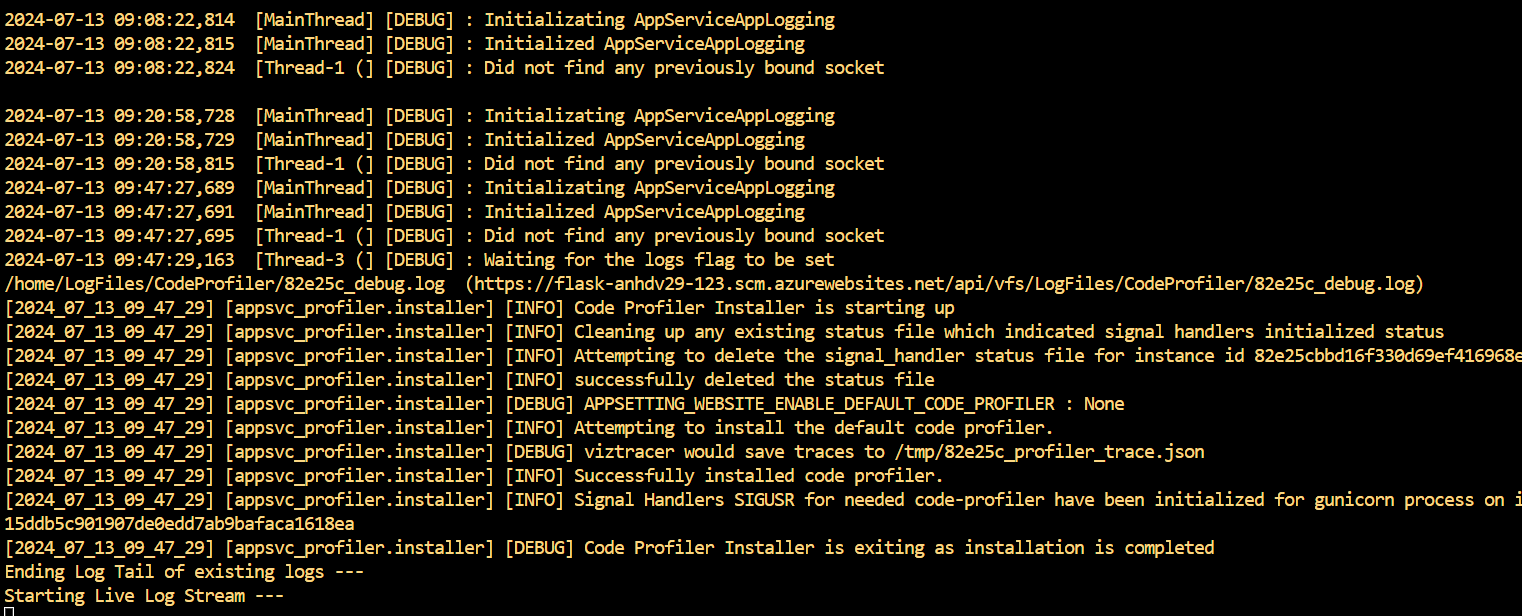 2024-07-13 09:08:22,814  [MainThread] [DEBUG] : Initializating AppServiceAppLogging
2024-07-13 09:08:22,815  [MainThread] [DEBUG] : Initialized AppServiceAppLogging
2024-07-13 09:08:22,824  [Thread-1 (] [DEBUG] : Did not find any previously bound socket
2024-07-13 09:20:58,728  [MainThread] [DEBUG] : Initializating AppServiceAppLogging
2024-07-13 09:20:58,729  [MainThread] [DEBUG] : Initialized AppServiceAppLogging
2024-07-13 09:20:58,815  [Thread-1 (] [DEBUG] : Did not find any previously bound socket
2024-07-13 09:47:27,689  [MainThread] [DEBUG] : Initializating AppServiceAppLogging
2024-07-13 09:47:27,691  [MainThread] [DEBUG] : Initialized AppServiceAppLogging
2024-07-13 09:47:27,695  [Thread-1 (] [DEBUG] : Did not find any previously bound socket
2024-07-13 09:47:29,163  [Thread-3 (] [DEBUG] : Waiting for the logs flag to be set
/home/LogFiles/CodeProfiler/82e25c_debug.log  (https://flask-anhdv29-123.scm.azurewebsites.net/api/vfs/LogFiles/CodeProfiler/82e25c_debug.log)
[2024_07_13_09_47_29] [appsvc_profiler.installer] [INFO] Code Profiler Installer is starting up
[2024_07_13_09_47_29] [appsvc_profiler.installer] [INFO] Cleaning up any existing status file which indicated signal handlers initialized status
[2024_07_13_09_47_29] [appsvc_profiler.installer] [INFO] Attempting to delete the signal_handler status file for instance id 82e25cbbd16f330d69ef416968e
[2024_07_13_09_47_29] [appsvc_profiler.installer] [INFO] successfully deleted the status file
[2024_07_13_09_47_29] [appsvc_profiler.installer] [DEBUG] APPSETTING_WEBSITE_ENABLE_DEFAULT_CODE_PROFILER : None
[2024_07_13_09_47_29] [appsvc_profiler.installer] [INFO] Attempting to install the default code profiler.
[2024_07_13_09_47_29] [appsvc_profiler.installer] [DEBUG] viztracer would save traces to /tmp/82e25c_profiler_trace.json
[2024_07_13_09_47_29] [appsvc_profiler.installer] [INFO] Successfully installed code profiler.
[2024_07_13_09_47_29] [appsvc_profiler.installer] [INFO] Signal Handlers SIGUSR for needed code-profiler have been initialized for gunicorn process on i
15ddb5c901907de0edd7ab9bafaca1618ea
[2024_07_13_09_47_29] [appsvc_profiler.installer] [DEBUG] Code Profiler Installer is exiting as installation is completed
Ending Log Tail of existing logs ---
Starting Live Log Stream ---